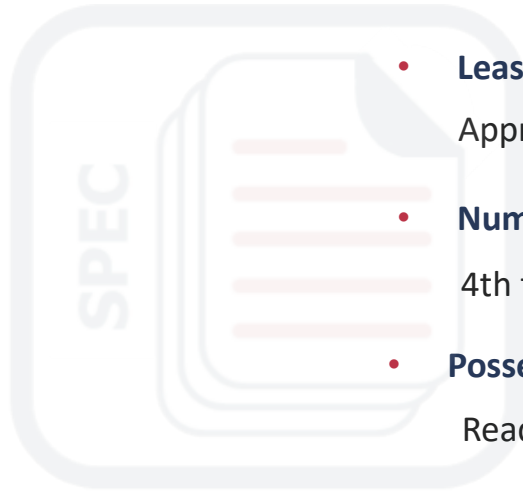 SPEC
• Leas
Appr
• Num
4th
• Posse
Read